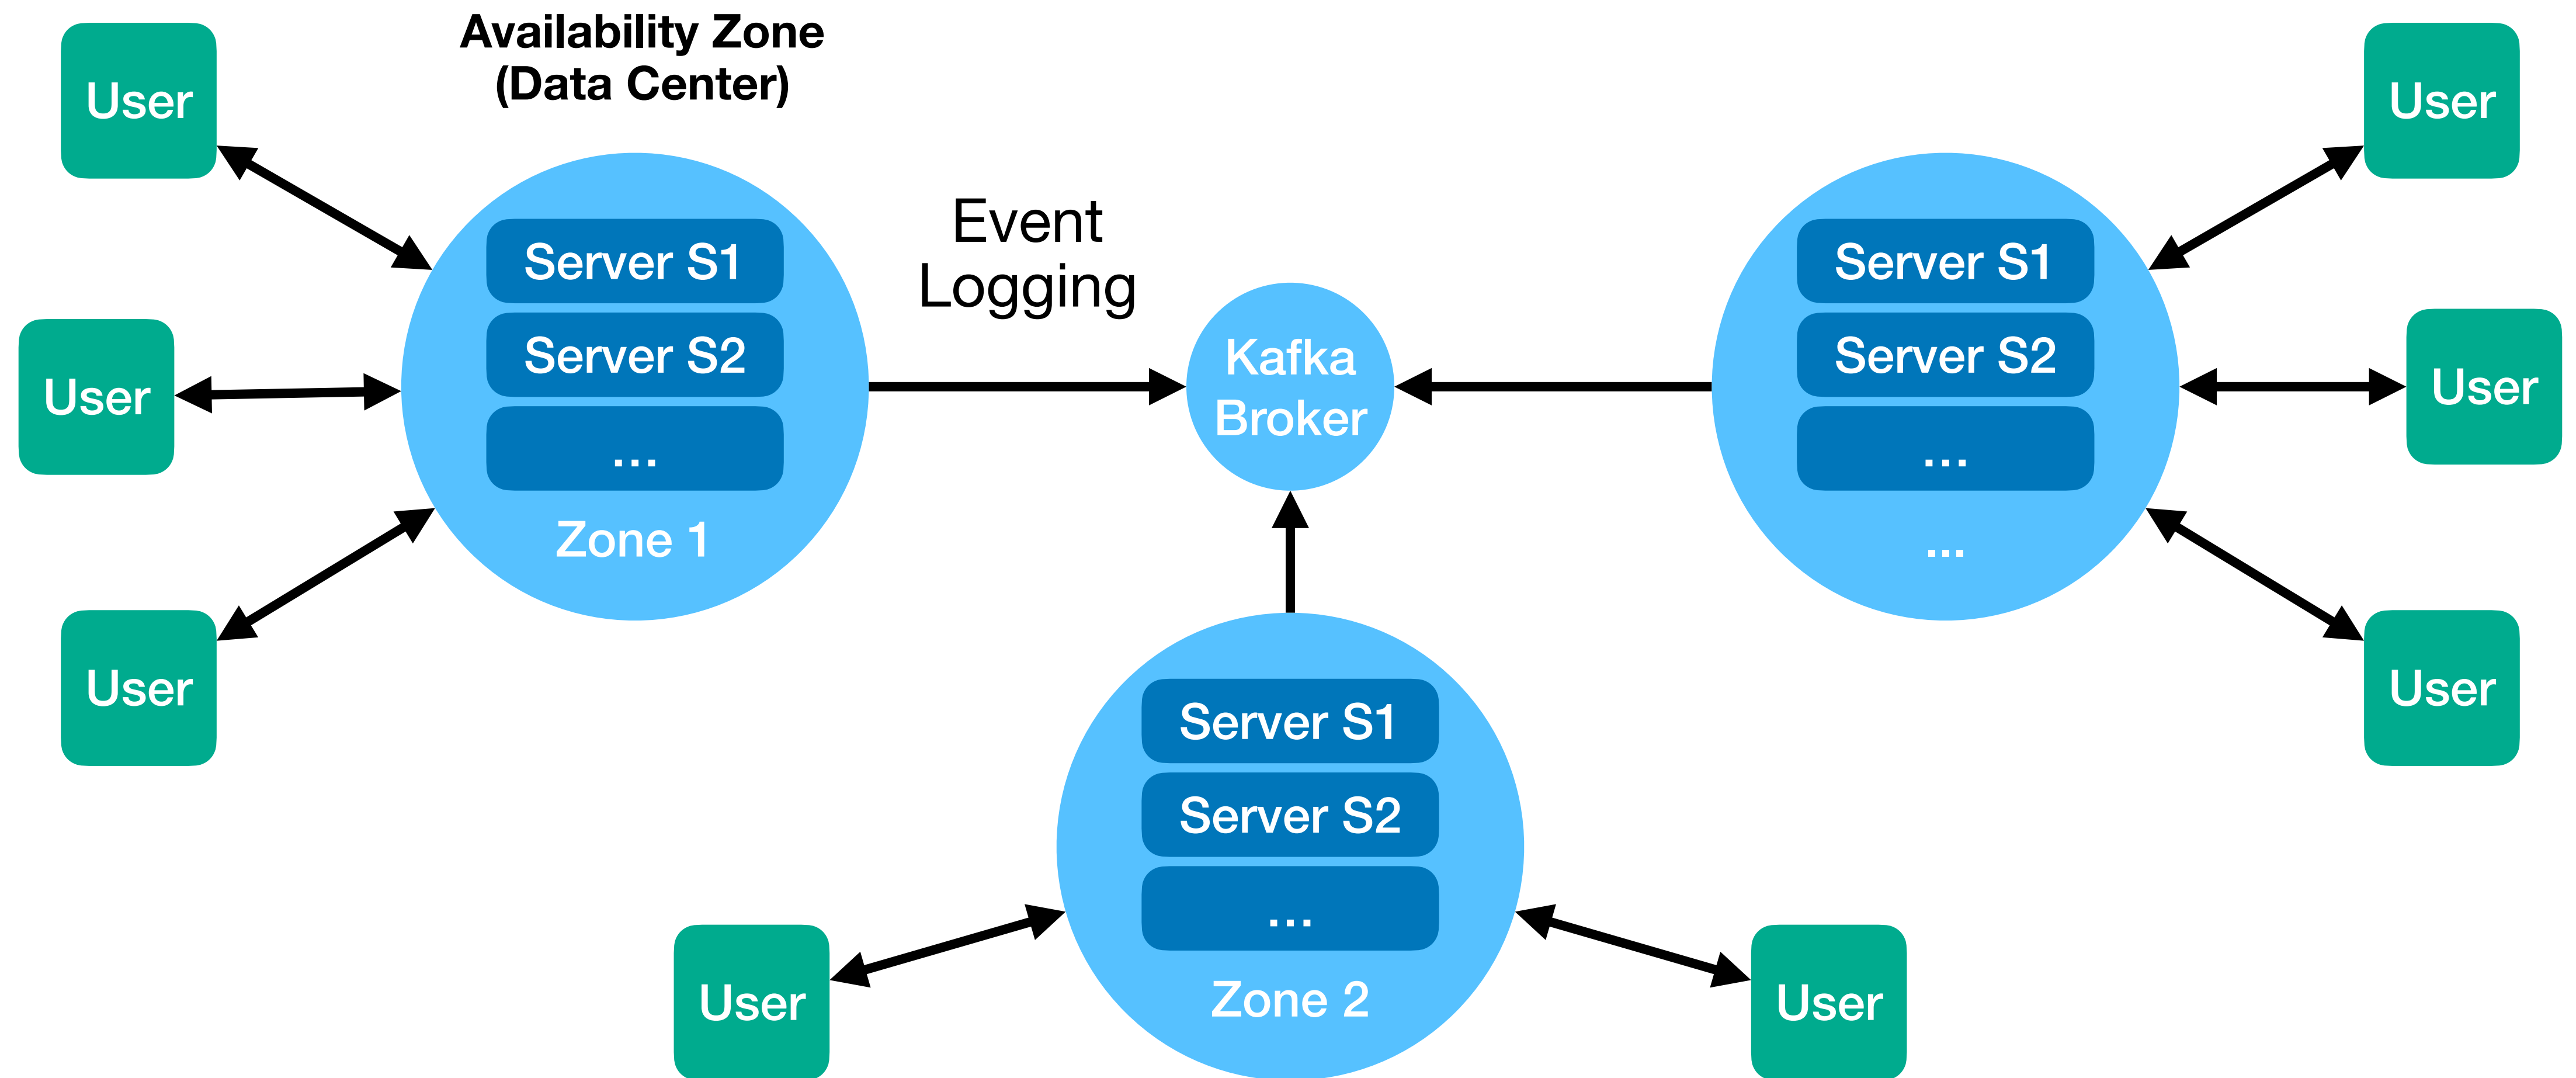 Availability Zone
(Data Center)
User
User
User
Server S1
Server S2
...
Zone 1
Event
Logging
Kafka
Broker
Server S1
Server S2
...
...
User
User
User
Server S1
Server S2
...
Zone 2
User
User